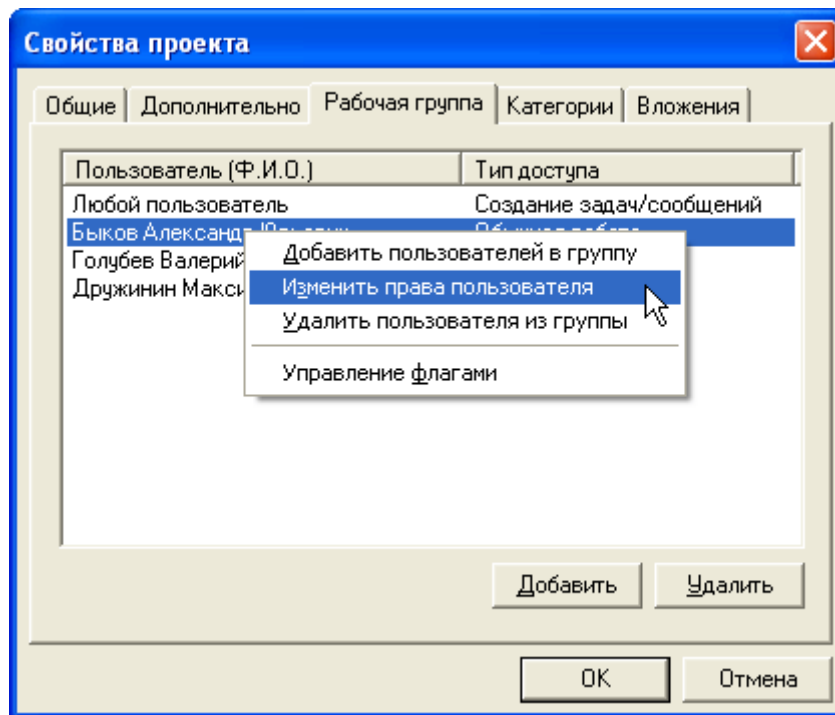 Свойства проекта
Общие Дополнительно Рабочая группа Категории Вложения
Пользователь (Ф.И.О.) Тип доступа
Любой пользователь Создание задач/сообщений
Быков Александр
Голубев Валерий
Дружинин
Добавить пользователей в группу
Изменить права пользователя
Удалить пользователя из группы
Управление флагами
Добавить Удалить
OK Отмена